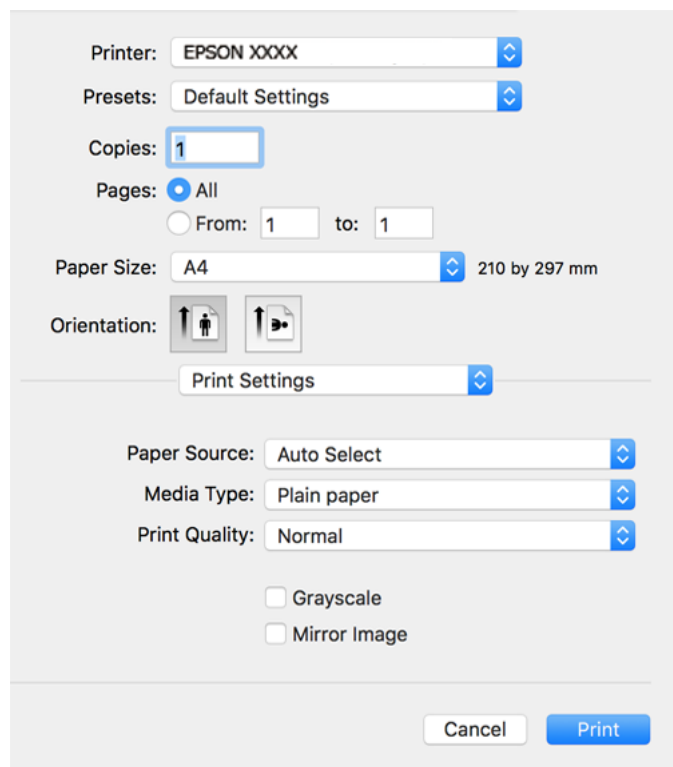 Printer: EPSON XXXX
Presets: Default Settings
Copies: 1
Pages: All
From: 1 to: 1
Paper Size: A4 210 by 297 mm
Orientation:
Print Settings
Paper Source: Auto Select
Media Type: Plain paper
Print Quality: Normal
Grayscale
Mirror Image
Cancel Print